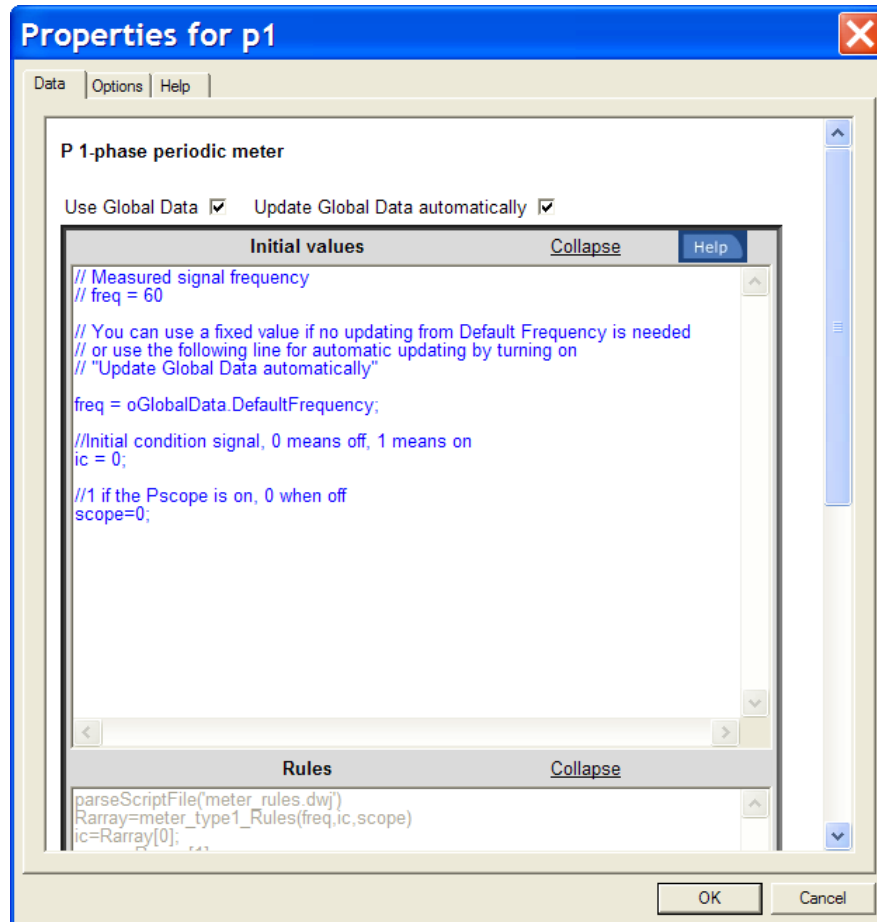 Properties for p1
Data Options Help
P 1-phase periodic meter
Use Global Data Update Global Data automatically
Initial values Collapse Help
// Measured signal frequency
// freq = 60
// You can use a fixed value if no updating from Default Frequency is needed
// or use the following line for automatic updating by turning on
// "Update Global Data automatically"
freq = oGlobalData.DefaultFrequency;
//Initial condition signal, 0 means off, 1 means on
ic = 0;
//1 if the Pscope is on, 0 when off
scope=0;
Rules Collapse
parseScriptFile('meter_rules.dwj')
Rarray=meter_type1_Rules(freq,ic,scope)
ic=Rarray[0];
OK Cancel